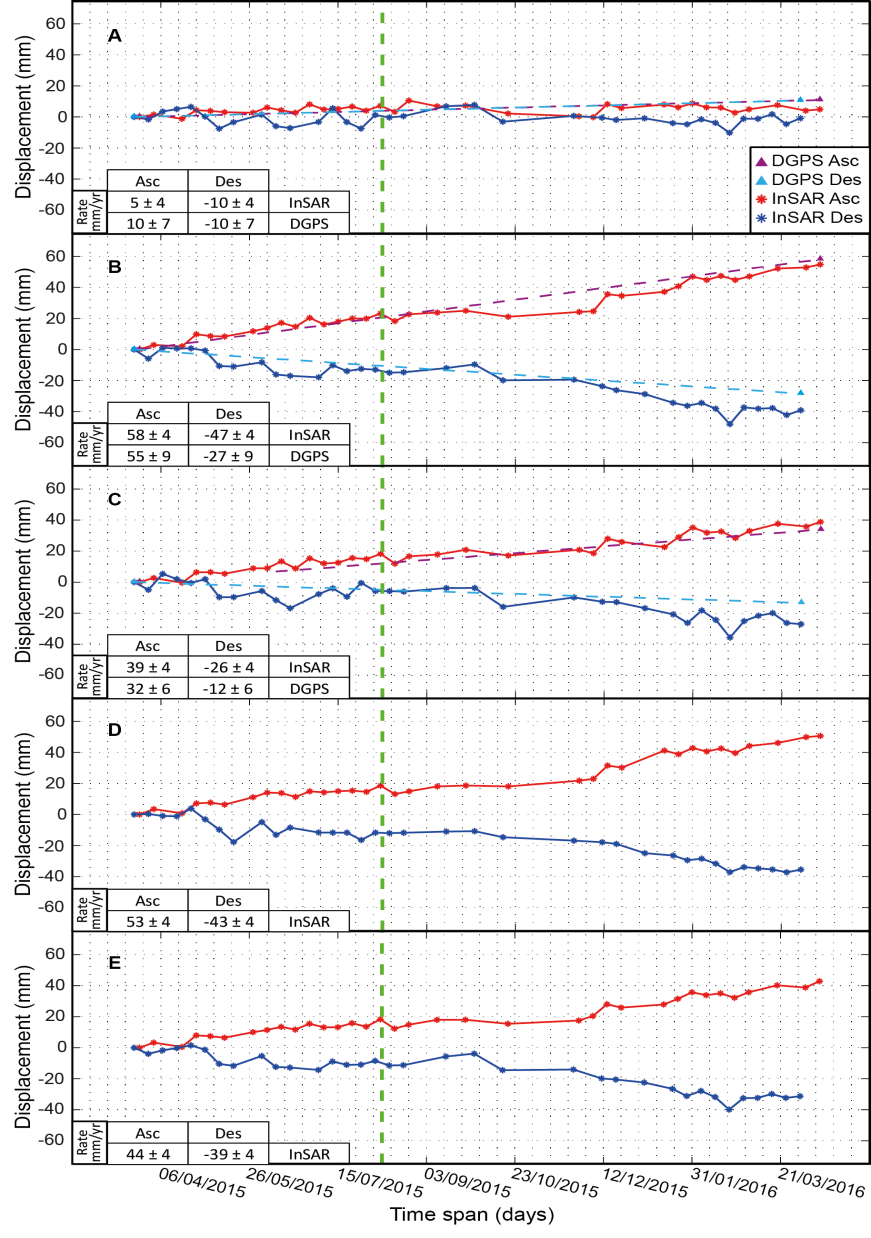 A
Displacement (mm)
60
40
20
0
-20
-40
-60
DGPS Asc
DGPS Des
InSAR Asc
InSAR Des
Rate mm/yr
Asc Des
5 ± 4 -10 ± 4 InSAR
10 ± 7 -10 ± 7 DGPS
B
Displacement (mm)
60
40
20
0
-20
-40
-60
Rate mm/yr
Asc Des
58 ± 4 -47 ± 4 InSAR
55 ± 9 -27 ± 9 DGPS
C
Displacement (mm)
60
40
20
0
-20
-40
-60
Rate mm/yr
Asc Des
39 ± 4 -26 ± 4 InSAR
32 ± 6 -12 ± 6 DGPS
D
Displacement (mm)
60
40
20
0
-20
-40
-60
Rate mm/yr
Asc Des
53 ± 4 -43 ± 4 InSAR
E
Displacement (mm)
60
40
20
0
-20
-40
-60
Rate mm/yr
Asc Des
44 ± 4 -39 ± 4 InSAR
06/04/2015 26/05/2015 15/07/2015 03/09/2015 23/10/2015 12/12/2015 31/01/2016 21/03/2016
Time span (days)